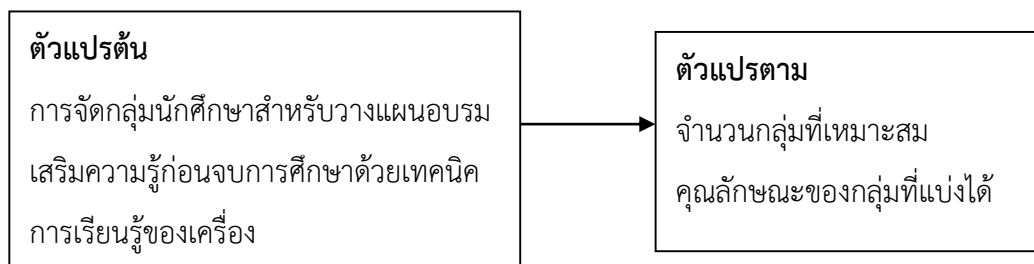 ตัวแปรต้น
การจัดกลุ่มนักศึกษาสำหรับวางแผนอบรม
เสริมความรู้ก่อนจบการศึกษาด้วยเทคนิค
การเรียนรู้ของเครื่อง
ตัวแปรตาม
จำนวนกลุ่มที่เหมาะสม
คุณลักษณะของกลุ่มที่แบ่งได้